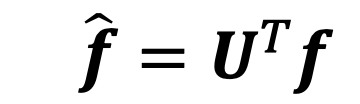 f̂ = Uᵀf